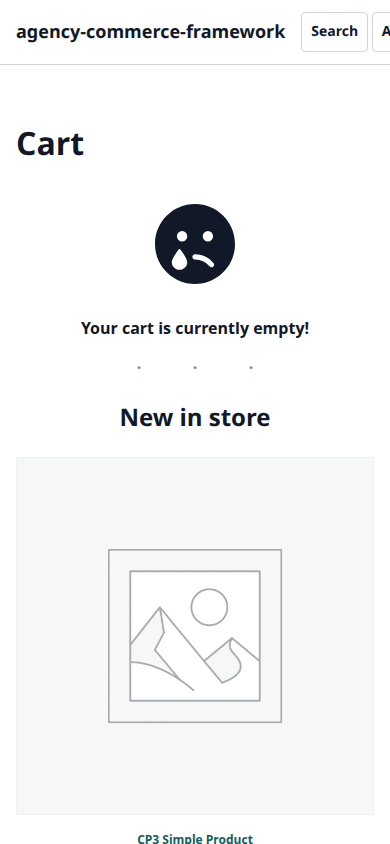 agency-commerce-framework
Search
A
Cart
Your cart is currently empty!
· · ·
New in store
CP3 Simple Product